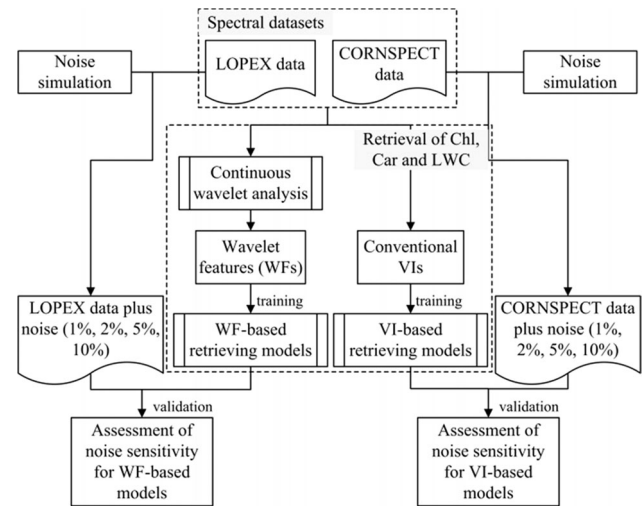 Spectral datasets
Noise
simulation
LOPEX data
CORNSPECT
data
Noise
simulation
Retrieval of Chl,
Car and LWC
Continuous
wavelet analysis
Wavelet
features (WFs)
Conventional
VIs
training
training
LOPEX data plus
noise (1%, 2%, 5%,
10%)
WF-based
retrieving models
VI-based
retrieving models
CORNSPECT data
plus noise (1%,
2%, 5%, 10%)
validation
validation
Assessment of
noise sensitivity
for WF-based
models
Assessment of
noise sensitivity
for VI-based
models